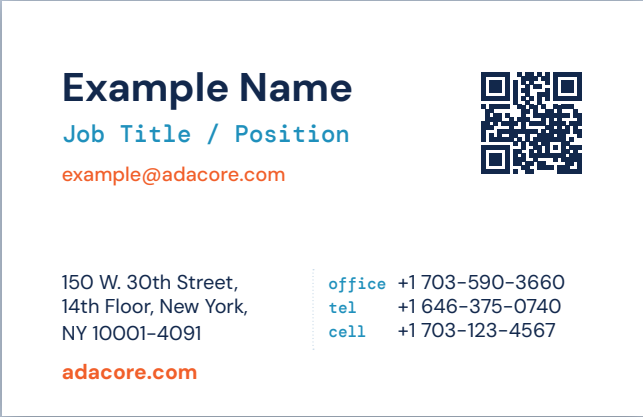 Example Name
Job Title / Position
example@adacore.com
150 W. 30th Street,
14th Floor, New York,
NY 10001-4091
adacore.com
office +1 703-590-3660
tel +1 646-375-0740
cell +1 703-123-4567